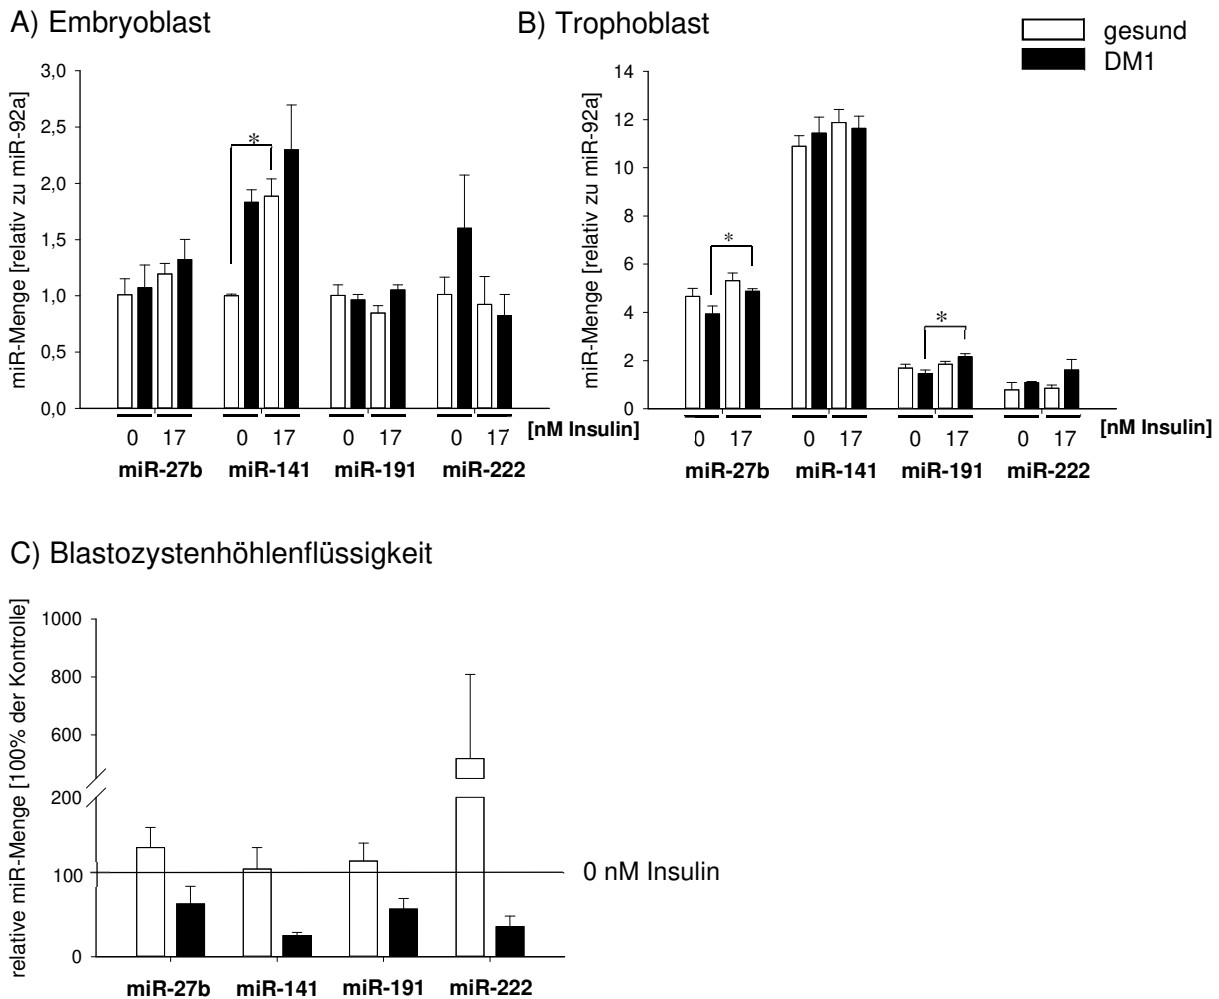 A) Embryoblast
B) Trophoblast
gesund
DM1
miR-Menge [relativ zu miR-92a]
3,0
2,5
2,0
1,5
1,0
0,5
0,0
*
0 17 0 17 0 17 0 17 [nM Insulin]
miR-27b miR-141 miR-191 miR-222
miR-Menge [relativ zu miR-92a]
14
12
10
8
6
4
2
0
*
*
0 17 0 17 0 17 0 17 [nM Insulin]
miR-27b miR-141 miR-191 miR-222
C) Blastozystenhöhlenflüssigkeit
relative miR-Menge [100% der Kontrolle]
1000
800
600
200
100
0
0 nM Insulin
miR-27b miR-141 miR-191 miR-222